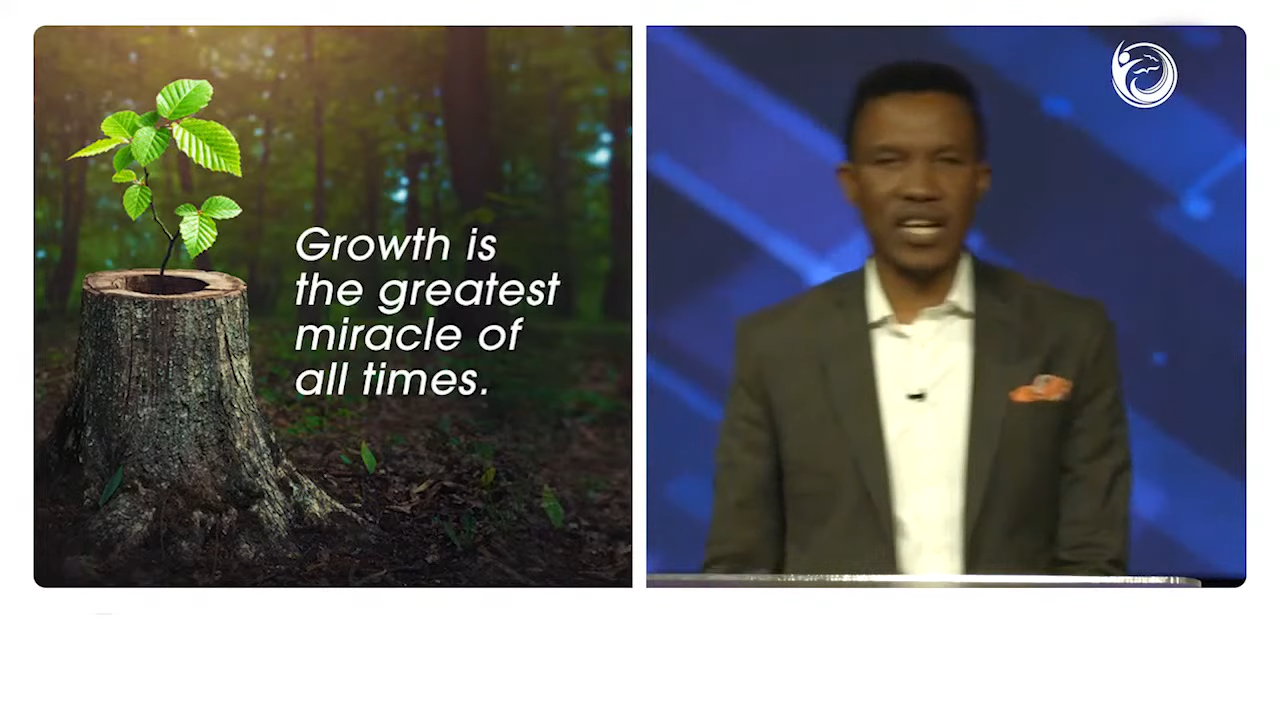 Growth is
the greatest
miracle of
all times.